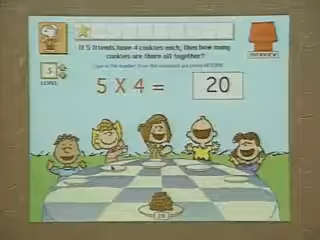 If 5 friends have 4 cookies each, then how many
cookies are there all together?
5 X 4 = 20
5
LEVEL
20